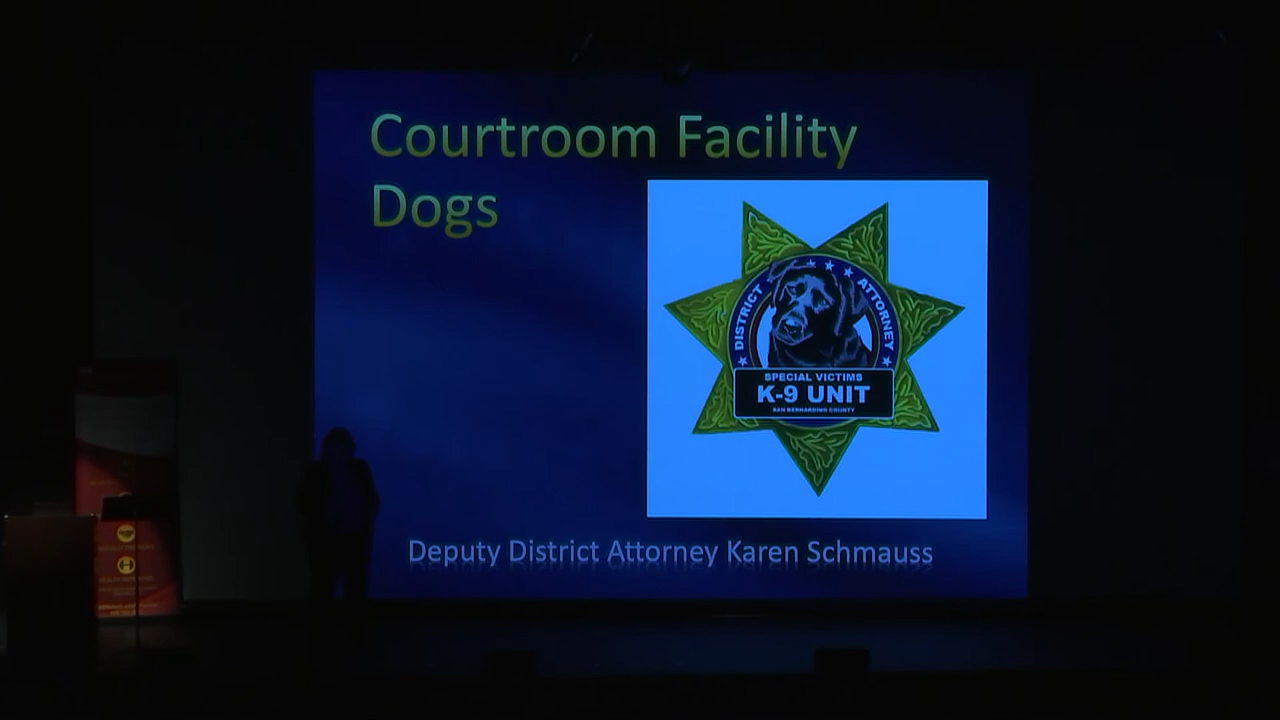 Courtroom Facility
Dogs
DISTRICT ATTORNEY
SPECIAL VICTIMS
K-9 UNIT
SAN BERNARDINO COUNTY
Deputy District Attorney Karen Schmauss